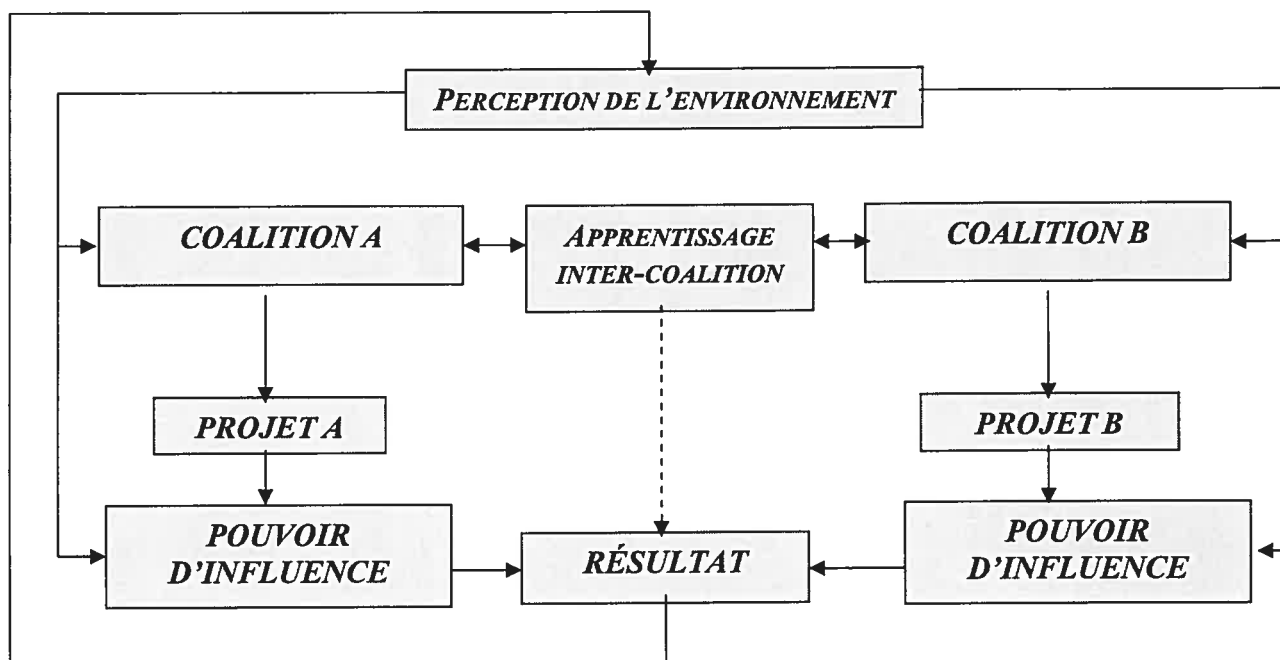 PERCEPTION DE L'ENVIRONNEMENT
COALITION A
APPRENTISSAGE
INTER-COALITION
COALITION B
PROJET A
PROJET B
POUVOIR
D'INFLUENCE
RÉSULTAT
POUVOIR
D'INFLUENCE